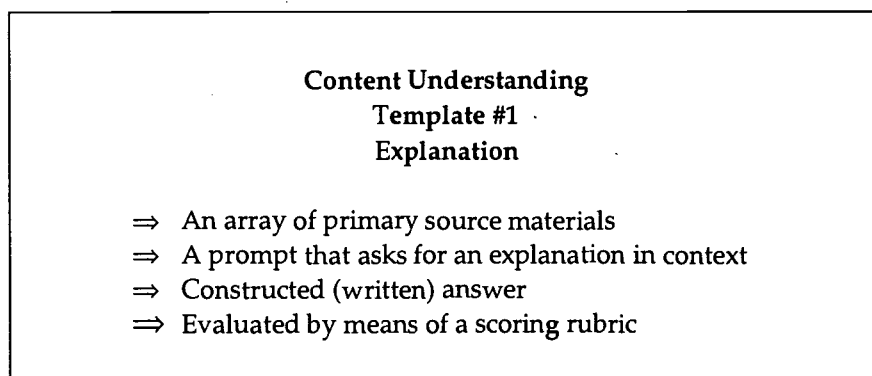 Content Understanding
Template #1
Explanation
⇒ An array of primary source materials
⇒ A prompt that asks for an explanation in context
⇒ Constructed (written) answer
⇒ Evaluated by means of a scoring rubric